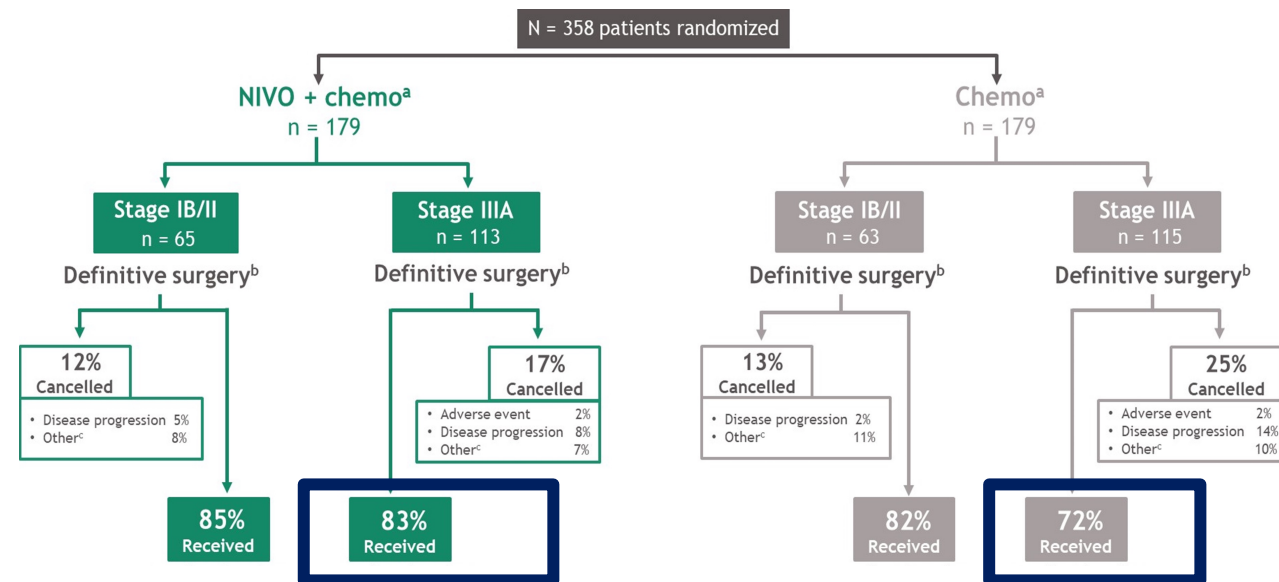 N = 358 patients randomized
NIVO + chemoᵃ
n = 179
Stage IB/II
n = 65
Definitive surgeryᵇ
12%
Cancelled
• Disease progression 5%
• Otherᶜ 8%
85%
Received
Stage IIIA
n = 113
Definitive surgeryᵇ
17%
Cancelled
• Adverse event 2%
• Disease progression 8%
• Otherᶜ 7%
83%
Received
Chemoᵃ
n = 179
Stage IB/II
n = 63
Definitive surgeryᵇ
13%
Cancelled
• Disease progression 2%
• Otherᶜ 11%
82%
Received
Stage IIIA
n = 115
Definitive surgeryᵇ
25%
Cancelled
• Adverse event 2%
• Disease progression 14%
• Otherᶜ 10%
72%
Received